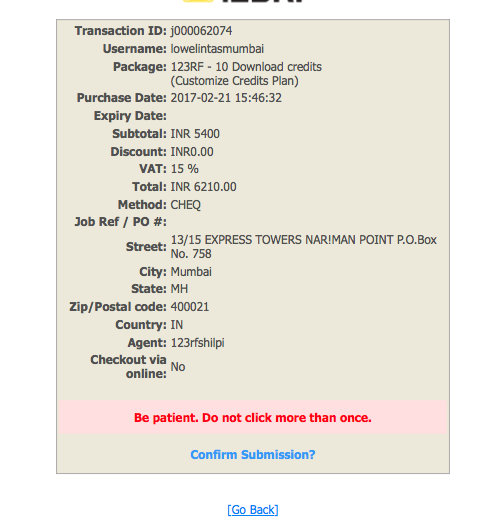 Transaction ID: j000062074
Username: lowelintasmumbai
Package: 123RF - 10 Download credits
(Customize Credits Plan)
Purchase Date: 2017-02-21 15:46:32
Expiry Date:
Subtotal: INR 5400
Discount: INR0.00
VAT: 15 %
Total: INR 6210.00
Method: CHEQ
Job Ref / PO #:
Street: 13/15 EXPRESS TOWERS NAR!MAN POINT P.O.Box
No. 758
City: Mumbai
State: MH
Zip/Postal code: 400021
Country: IN
Agent: 123rfshilpi
Checkout via
online: No
Be patient. Do not click more than once.
Confirm Submission?
[Go Back]